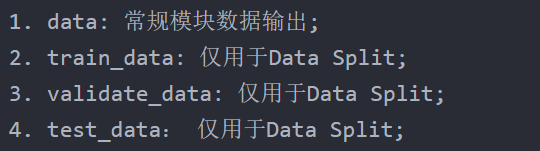 1. data: 常规模块数据输出;
2. train_data: 仅用于Data Split;
3. validate_data: 仅用于Data Split;
4. test_data： 仅用于Data Split;